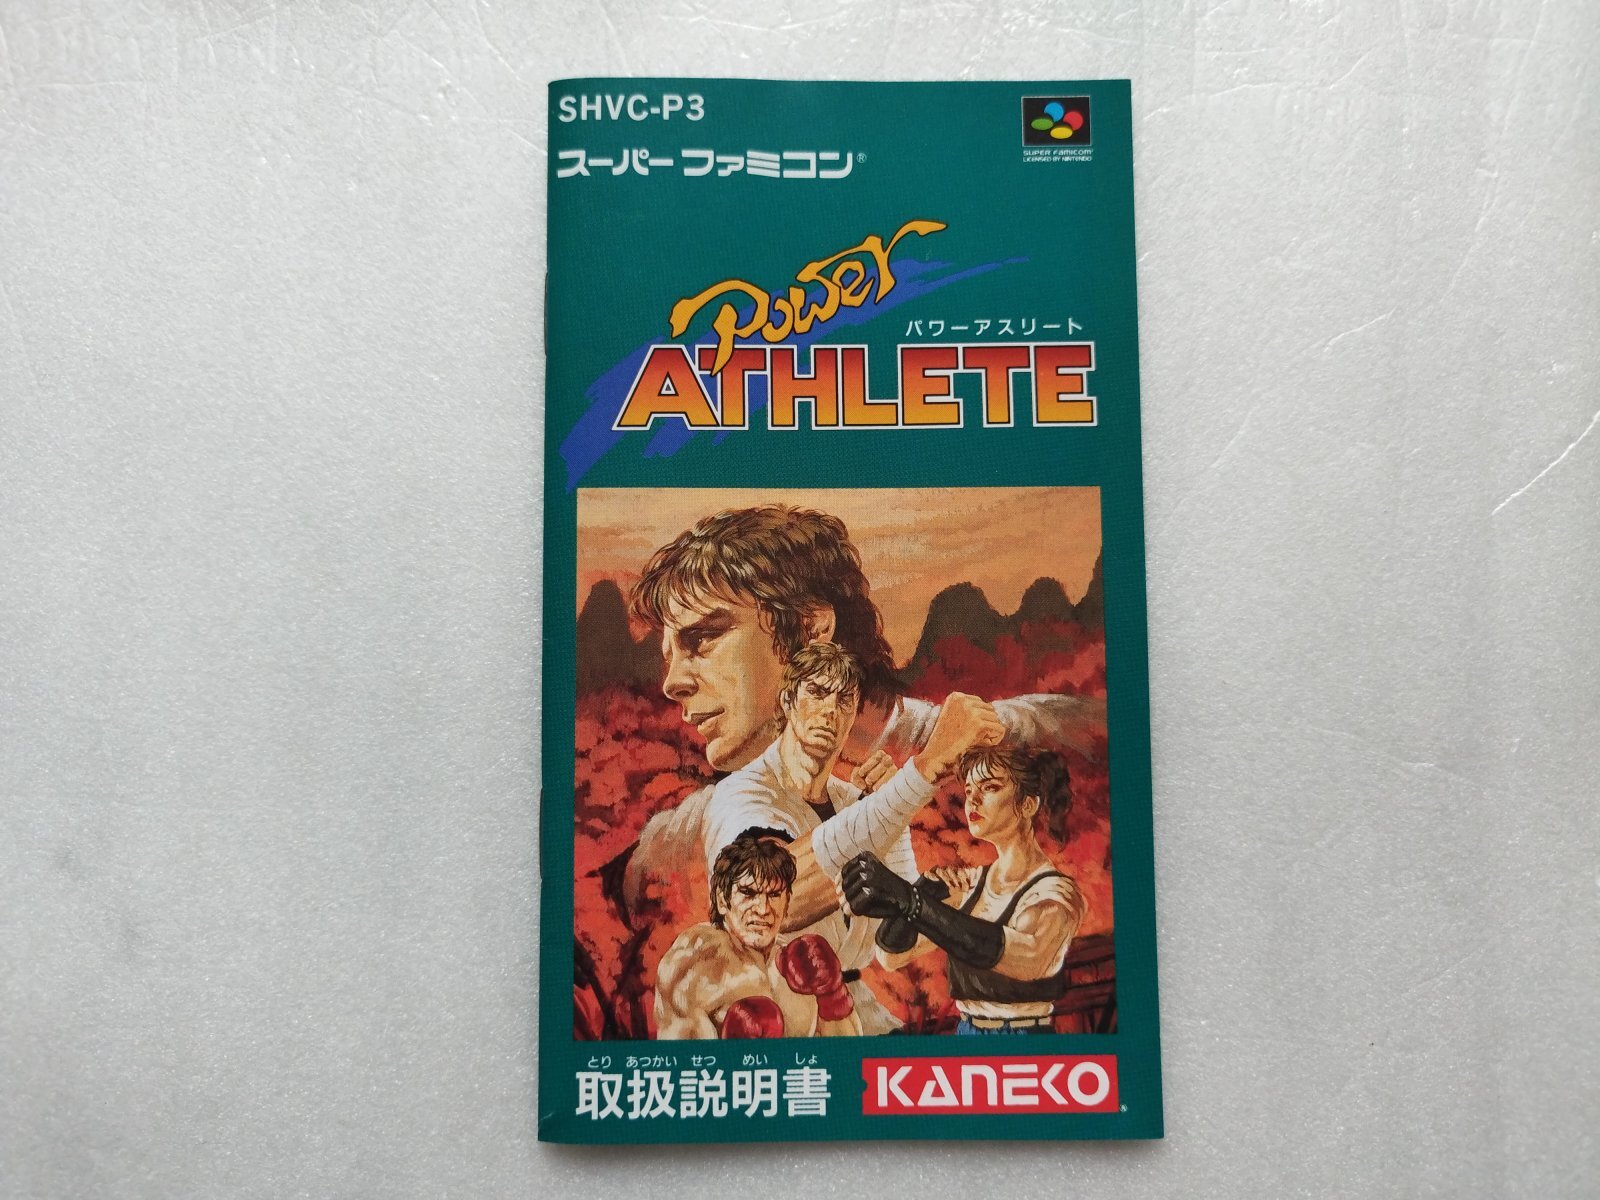 SHVC-P3
スーパーファミコン®
SUPER FAMICOM
LICENSED BY NINTENDO
Power
パワーアスリート
ATHLETE
とり あつかい せつ めい しょ
取扱説明書
KANEKO®